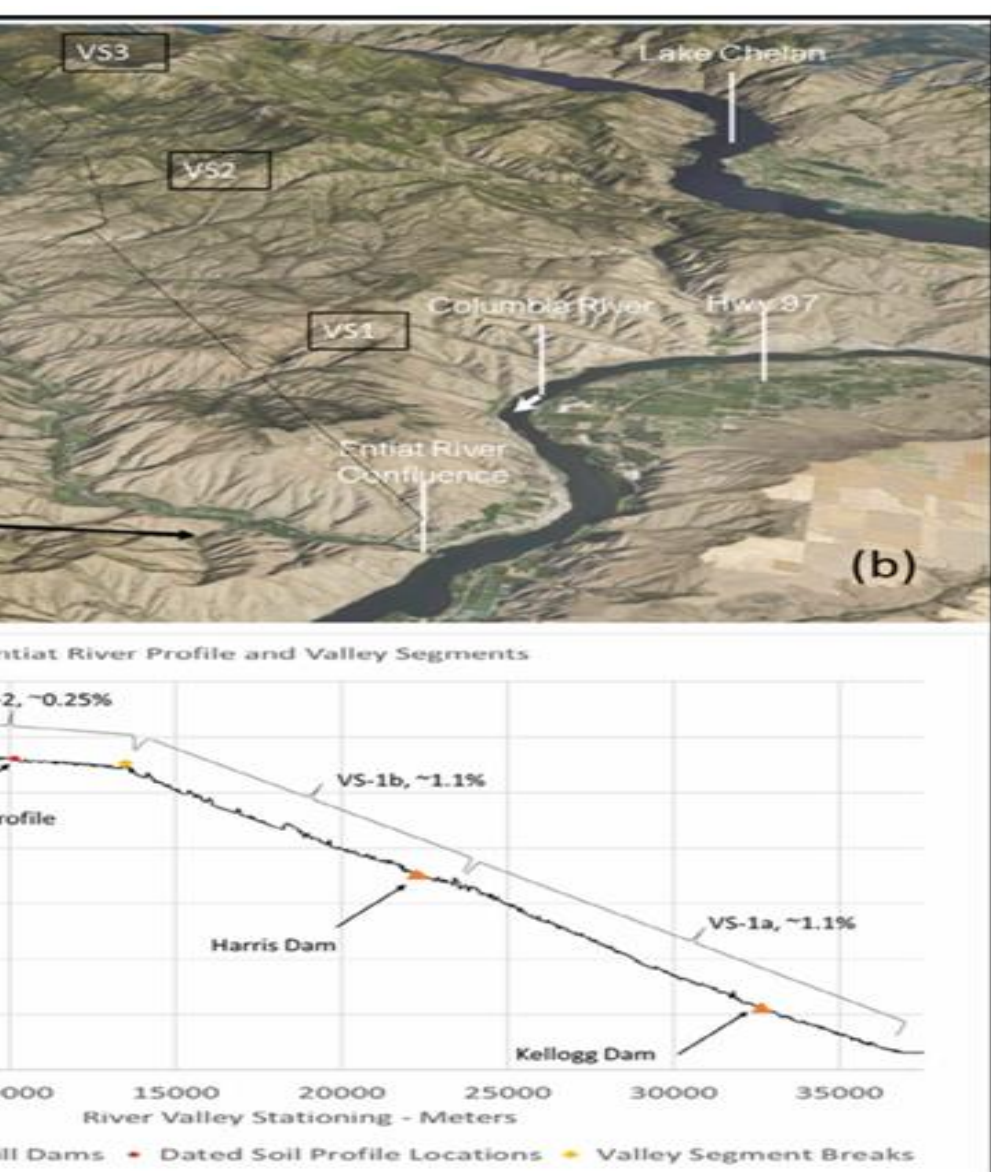 VS3
Lake Chelan
VS2
Columbia River
Hwy 97
VS1
Entiat River
Confluence
(b)
ntiat River Profile and Valley Segments
-2, ~0.25%
VS-1b, ~1.1%
rofile
VS-1a, ~1.1%
Harris Dam
Kellogg Dam
000 15000 20000 25000 30000 35000
River Valley Stationing - Meters
ill Dams Dated Soil Profile Locations Valley Segment Breaks